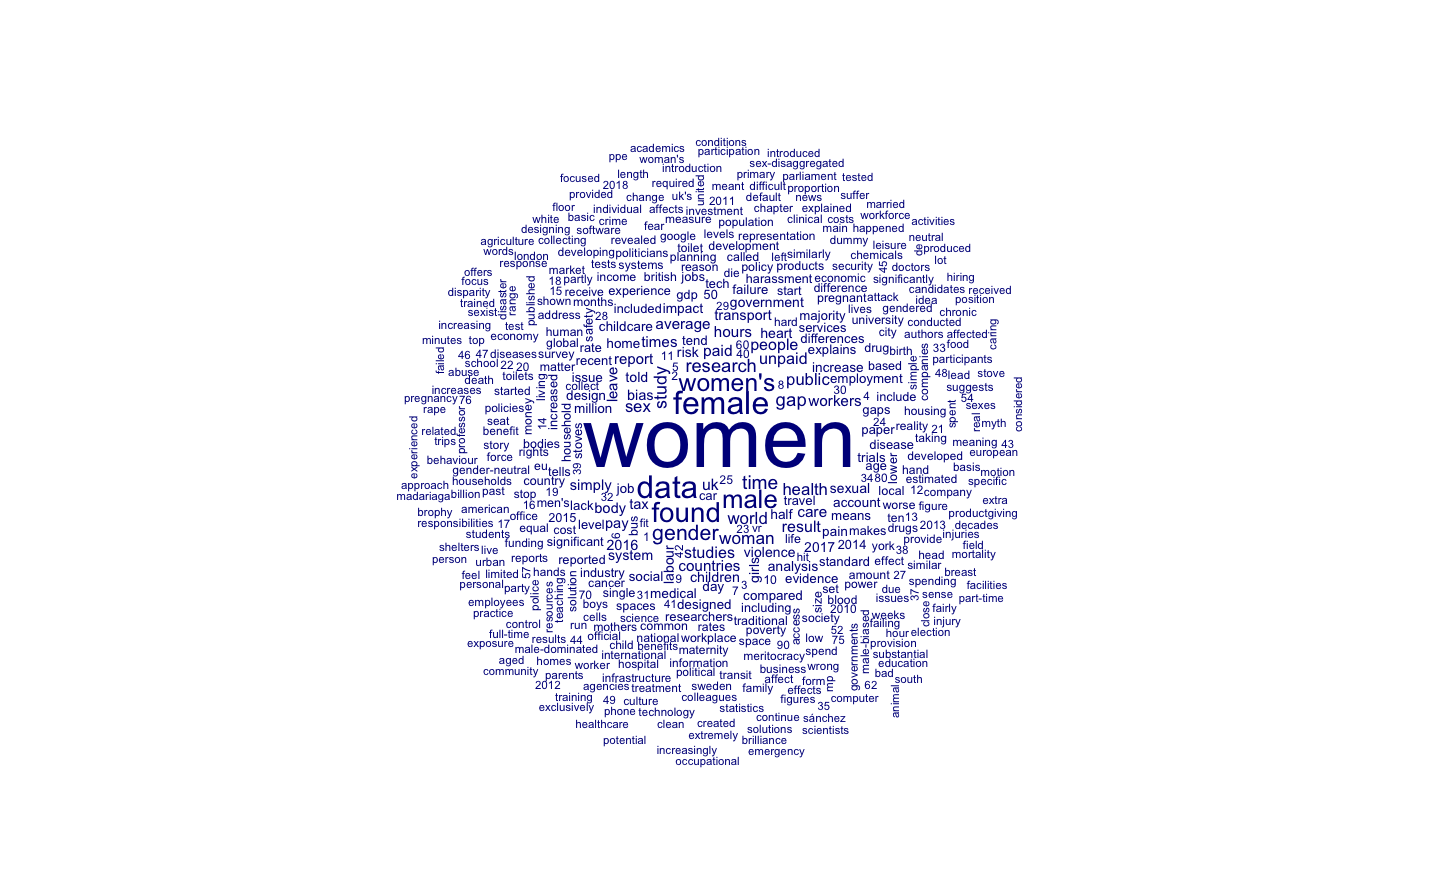 conditions
academics participation introduced
ppe woman's sex-disaggregated
introduction
focused length required united meant difficult primary parliament tested
2018 proportion
provided change uk's 2011 default news suffer
floor individual affects investment chapter explained married
white basic crime fear measure population clinical costs workforce activities
designing software main happened
agriculture collecting revealed google levels representation dummy neutral
words london toilet development leisure produced
response developing politicians planning called left similarly chemicals de lot
offers market tests systems reason die policy products security 45 doctors
focus 18 partly income british jobs tech harassment economic significantly hiring
disparity disaster range published 15 receive experience gdp 50 failure start difference candidates received
trained shown months included impact 29 government pregnant attack idea position
sexist address 28 safety transport majority lives gendered chronic
increasing test human childcare average hours heart hard services university conducted
minutes top economy global home times tend differences city authors affected caring
failed 46 47 diseases survey rate recent report 11 risk paid 60 40 people explains drug birth 33 food
school 22 20 matter research unpaid increase based simple companies participants
abuse death toilets issue leave told study 5 2 women's 8 public employment 48 lead stove
increases started living collect design bias 30 suggests
pregnancy 76 policies money increased million sex female gap workers 4 include spent 54 sexes considered
rape seat 14 household gaps housing real myth
related professor benefit 24 paper reality 21
trips story bodies stoves women disease taking meaning 43
experienced behaviour force rights trials developed european
gender-neutral eu tells 39 age lower hand basis motion
approach households country simply job data uk 25 time health sexual 34 80 estimated specific
madariaga billion past stop 19 32 car male travel local 12 company
brophy american 16 men's lack body tax found half care account worse figure extra
office 2015 level pay bus fit world means ten 13 productgiving
responsibilities 17 equal cost 6 1 gender woman 23 vr result pain makes drugs 2013 decades
students funding significant 2016 42 life york provide injuries
shelters live system labour studies violence hit 2017 2014 38 field
person urban reports reported countries girls analysis standard effect head mortality
feel limited 57 hands industry social 9 children 10 evidence amount 27 similar breast
personal party police cancer day 3 set power due spending facilities
resources teaching solution 70 single 31 medical 7 compared size blood issues 37 sense part-time
employees boys spaces 41 designed including 2010 weeks close fairly
practice cells science researchers traditional access society failing injury
control run mothers common rates poverty 52 hour election
full-time results 44 official national workplace space 90 low 75 governments male-biased provision
exposure male-dominated child benefits maternity meritocracy spend substantial
aged homes worker international information business wrong education
community parents hospital political transit affect form mp bad south
2012 infrastructure
agencies treatment sweden family effects 62 animal
training 49 culture colleagues figures computer
exclusively phone technology statistics 35
healthcare clean created continue sánchez
extremely solutions scientists
potential brilliance
increasingly emergency
occupational